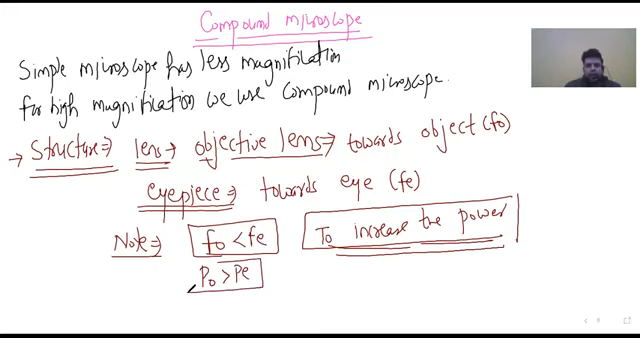 Compound microscope
Simple microscope has less magnification
for high magnification we use compound microscope.
→ Structure ⇒ lens → objective lens ⇒ towards object (fo)
eyepiece ⇒ towards eye (fe)
Note ⇒ fo < fe To increase the power
Po > Pe